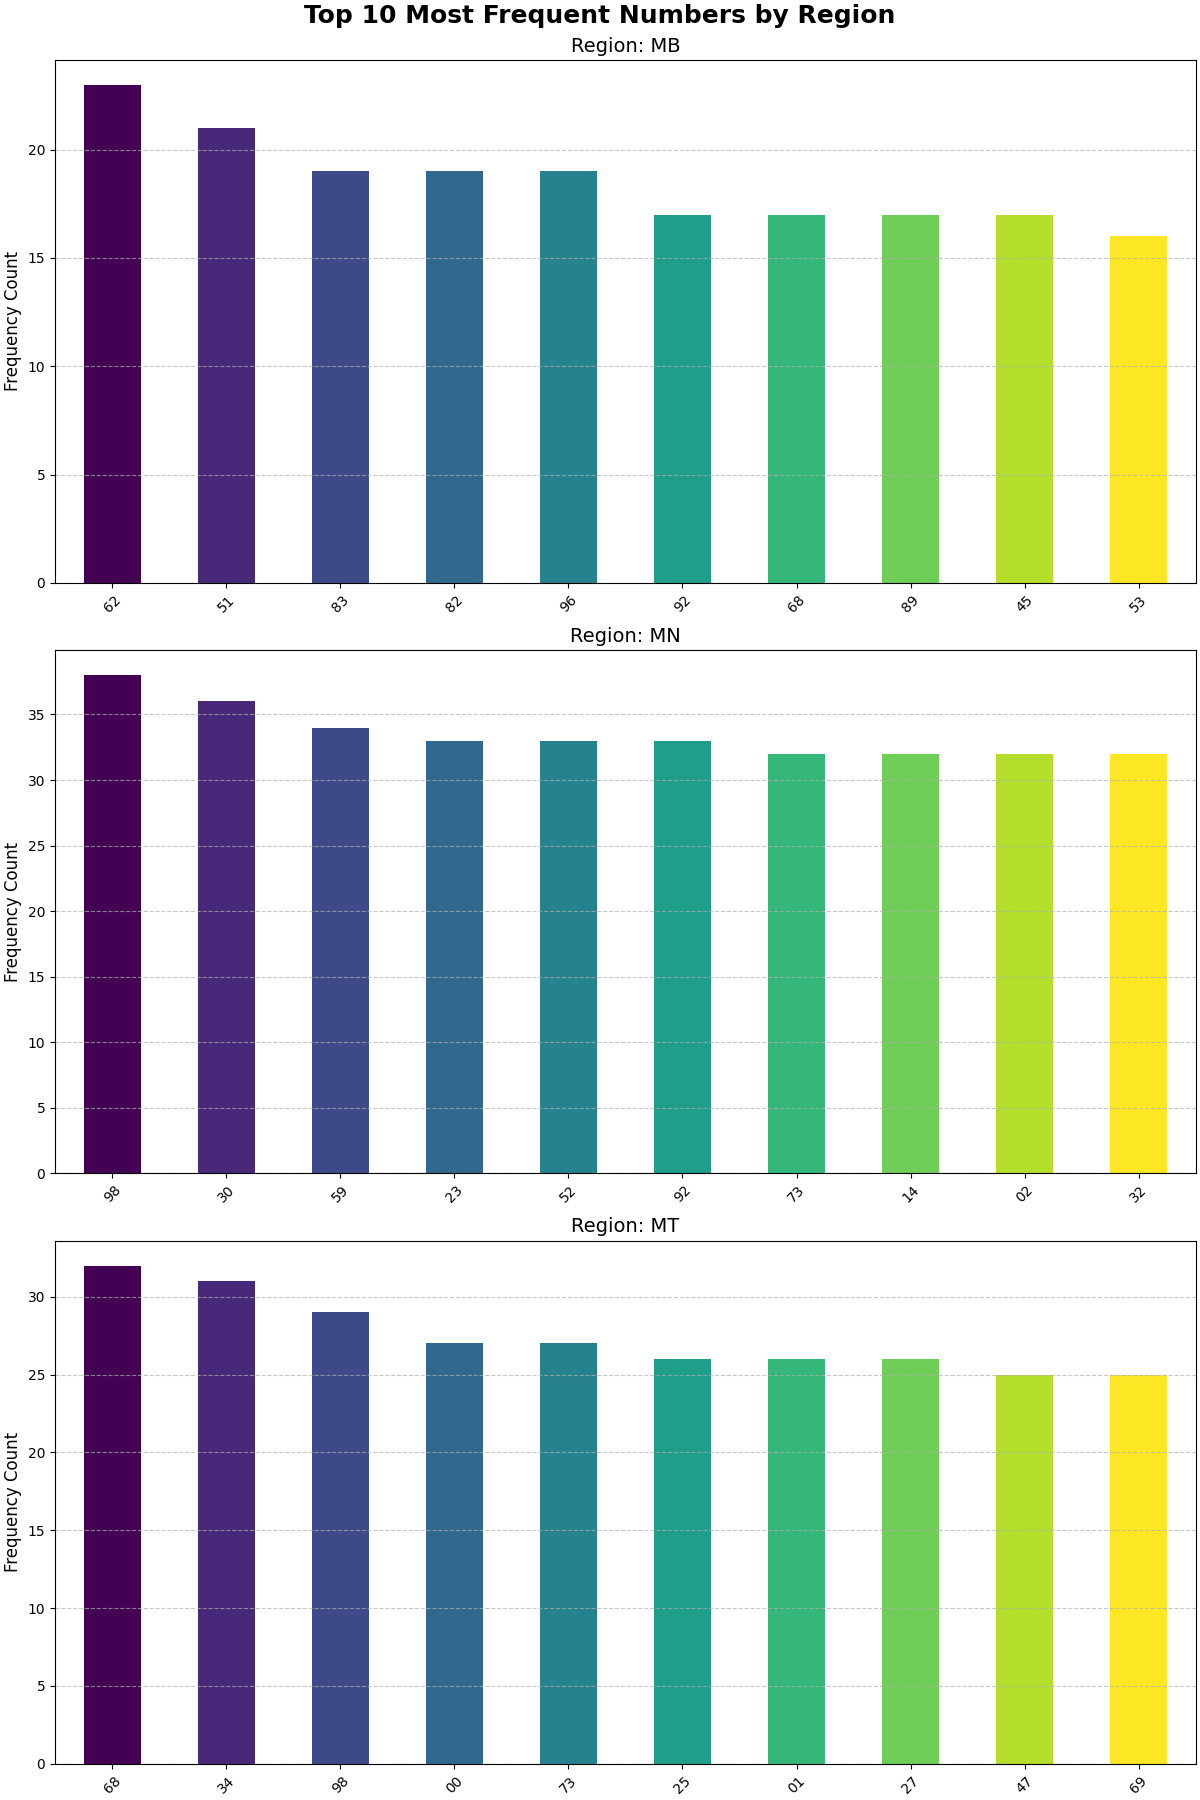 Top 10 Most Frequent Numbers by Region
Region: MB
Frequency Count
20
15
10
5
0
62 51 83 82 96 92 68 89 45 53
Region: MN
Frequency Count
35
30
25
20
15
10
5
0
98 30 59 23 52 92 73 14 02 32
Region: MT
Frequency Count
30
25
20
15
10
5
0
68 34 98 00 73 25 01 27 47 69